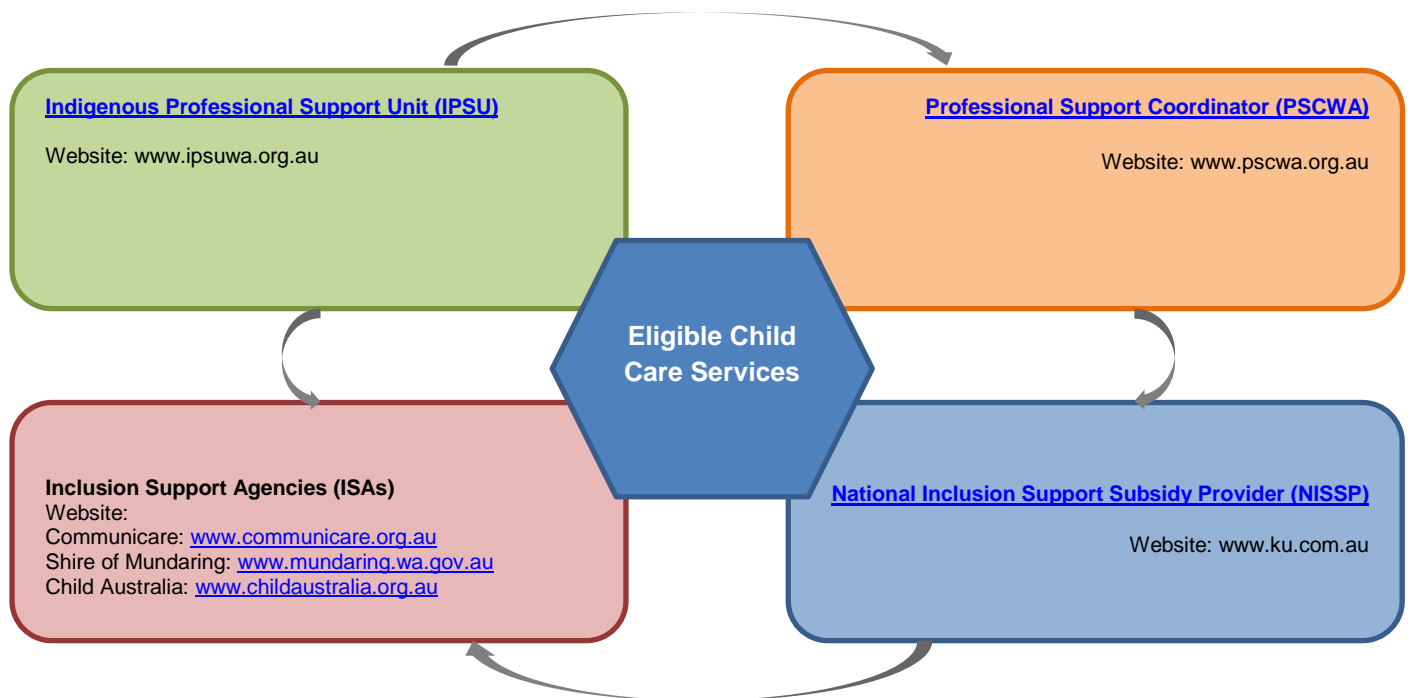 Indigenous Professional Support Unit (IPSU)
Website: www.ipsuwa.org.au
Professional Support Coordinator (PSCWA)
Website: www.pscwa.org.au
Eligible Child
Care Services
Inclusion Support Agencies (ISAs)
Website:
Communicare: www.communicare.org.au
Shire of Mundaring: www.mundaring.wa.gov.au
Child Australia: www.childaustralia.org.au
National Inclusion Support Subsidy Provider (NISSP)
Website: www.ku.com.au